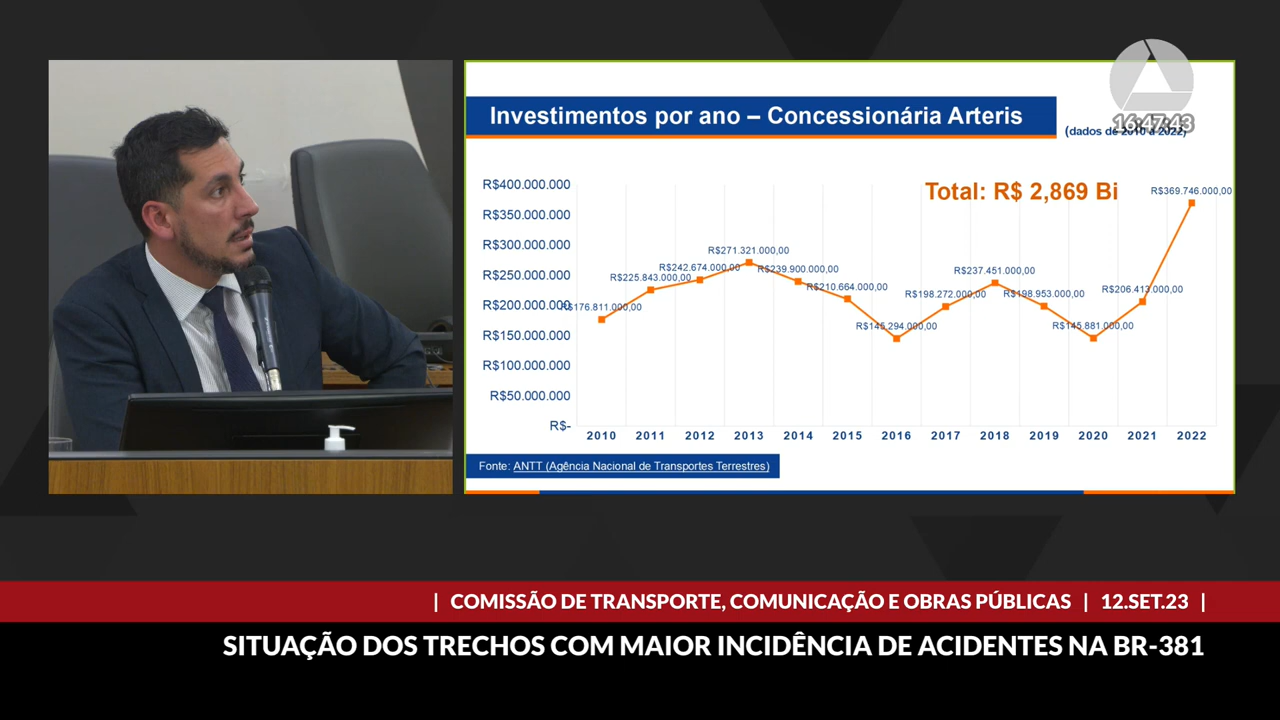 Investimentos por ano – Concessionária Arteris
(dados de 2010 a 2022)
16:47:43
Total: R$ 2,869 Bi
R$400.000.000
R$350.000.000
R$300.000.000
R$250.000.000
R$200.000.000
R$150.000.000
R$100.000.000
R$50.000.000
R$-
R$176.811.000,00
R$225.843.000,00
R$242.674.000,00
R$271.321.000,00
R$239.900.000,00
R$210.664.000,00
R$145.294.000,00
R$198.272.000,00
R$237.451.000,00
R$198.953.000,00
R$145.881.000,00
R$206.413.000,00
R$369.746.000,00
2010 2011 2012 2013 2014 2015 2016 2017 2018 2019 2020 2021 2022
Fonte: ANTT (Agência Nacional de Transportes Terrestres)
| COMISSÃO DE TRANSPORTE, COMUNICAÇÃO E OBRAS PÚBLICAS | 12.SET.23 |
SITUAÇÃO DOS TRECHOS COM MAIOR INCIDÊNCIA DE ACIDENTES NA BR-381